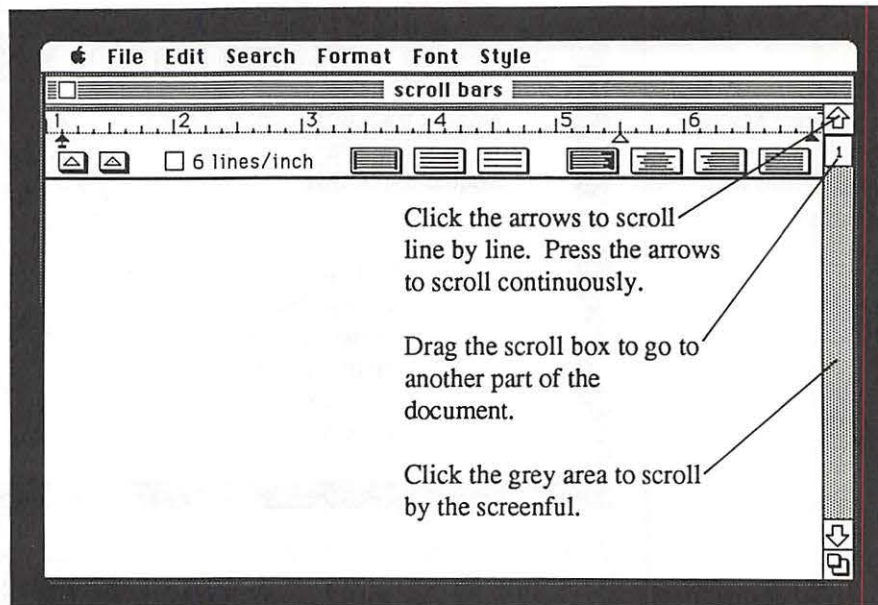 File Edit Search Format Font Style
scroll bars
1 2 3 4 5 6 7
6 lines/inch
1
Click the arrows to scroll
line by line. Press the arrows
to scroll continuously.
Drag the scroll box to go to
another part of the
document.
Click the grey area to scroll
by the screenful.